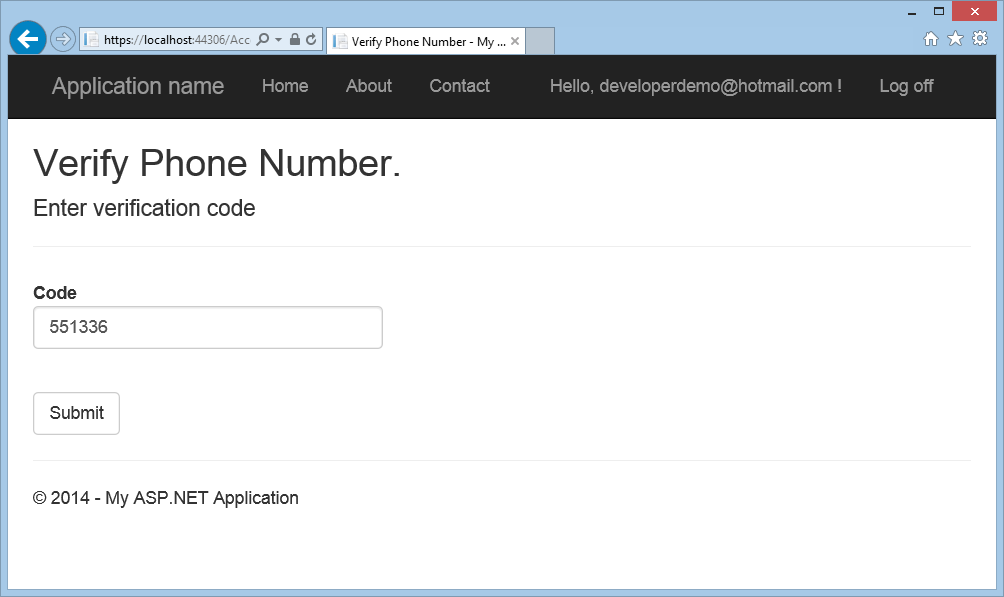 https://localhost:44306/Acc
Verify Phone Number - My ...
Application name Home About Contact Hello, developerdemo@hotmail.com ! Log off
Verify Phone Number.
Enter verification code
Code
551336
Submit
© 2014 - My ASP.NET Application